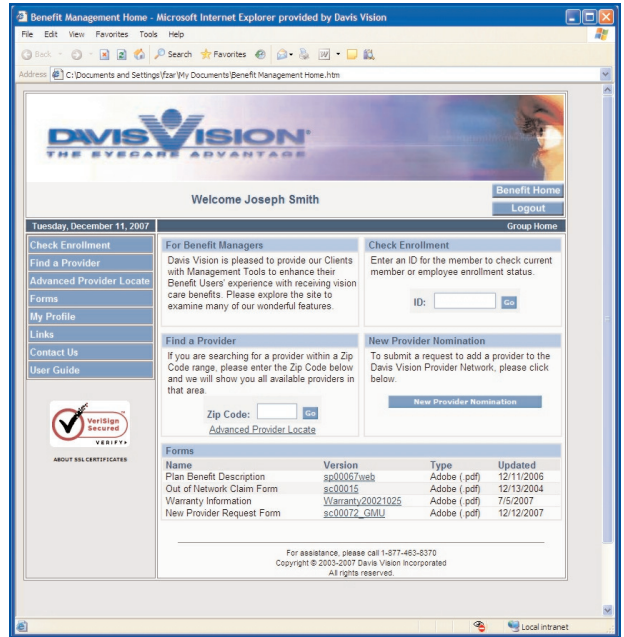 Benefit Management Home - Microsoft Internet Explorer provided by Davis Vision
File Edit View Favorites Tools Help
Back Search Favorites
Address C:\Documents and Settings\fzar\My Documents\Benefit Management Home.htm
DAVIS VISION
THE EYECARE ADVANTAGE
Welcome Joseph Smith
Benefit Home
Logout
Tuesday, December 11, 2007
Group Home
Check Enrollment
Find a Provider
Advanced Provider Locate
Forms
My Profile
Links
Contact Us
User Guide
VeriSign
Secured
VERIFY
ABOUT SSL CERTIFICATES
For Benefit Managers
Davis Vision is pleased to provide our Clients
with Management Tools to enhance their
Benefit Users' experience with receiving vision
care benefits. Please explore the site to
examine many of our wonderful features.
Check Enrollment
Enter an ID for the member to check current
member or employee enrollment status.
ID: Go
Find a Provider
If you are searching for a provider within a Zip
Code range, please enter the Zip Code below
and we will show you all available providers in
that area.
Zip Code: Go
Advanced Provider Locate
New Provider Nomination
To submit a request to add a provider to the
Davis Vision Provider Network, please click
below.
New Provider Nomination
Forms
Name Version Type Updated
Plan Benefit Description sp00067web Adobe (.pdf) 12/11/2006
Out of Network Claim Form sc00015 Adobe (.pdf) 12/13/2004
Warranty Information Warranty20021025 Adobe (.pdf) 7/5/2007
New Provider Request Form sc00072_GMU Adobe (.pdf) 12/12/2007
For assistance, please call 1-877-463-8370
Copyright © 2003-2007 Davis Vision Incorporated
All rights reserved.
Local intranet